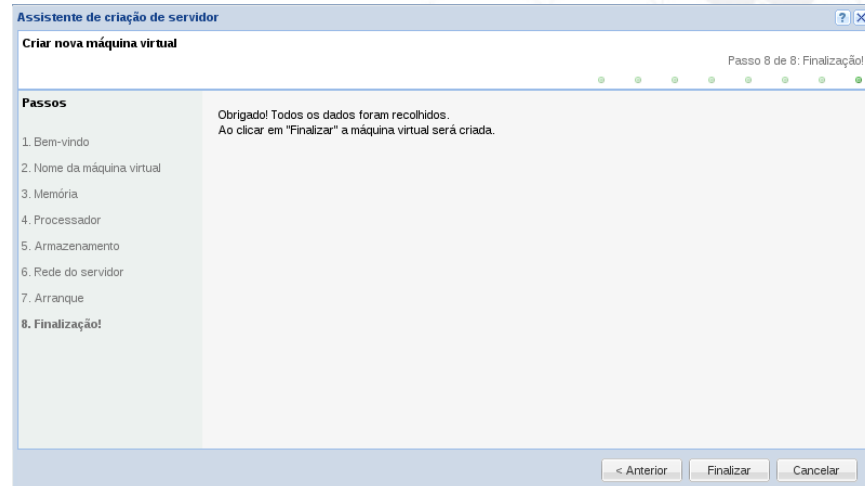 Assistente de criação de servidor
Criar nova máquina virtual
Passo 8 de 8: Finalização!
Passos
1. Bem-vindo
2. Nome da máquina virtual
3. Memória
4. Processador
5. Armazenamento
6. Rede do servidor
7. Arranque
8. Finalização!
Obrigado! Todos os dados foram recolhidos.
Ao clicar em "Finalizar" a máquina virtual será criada.
< Anterior
Finalizar
Cancelar